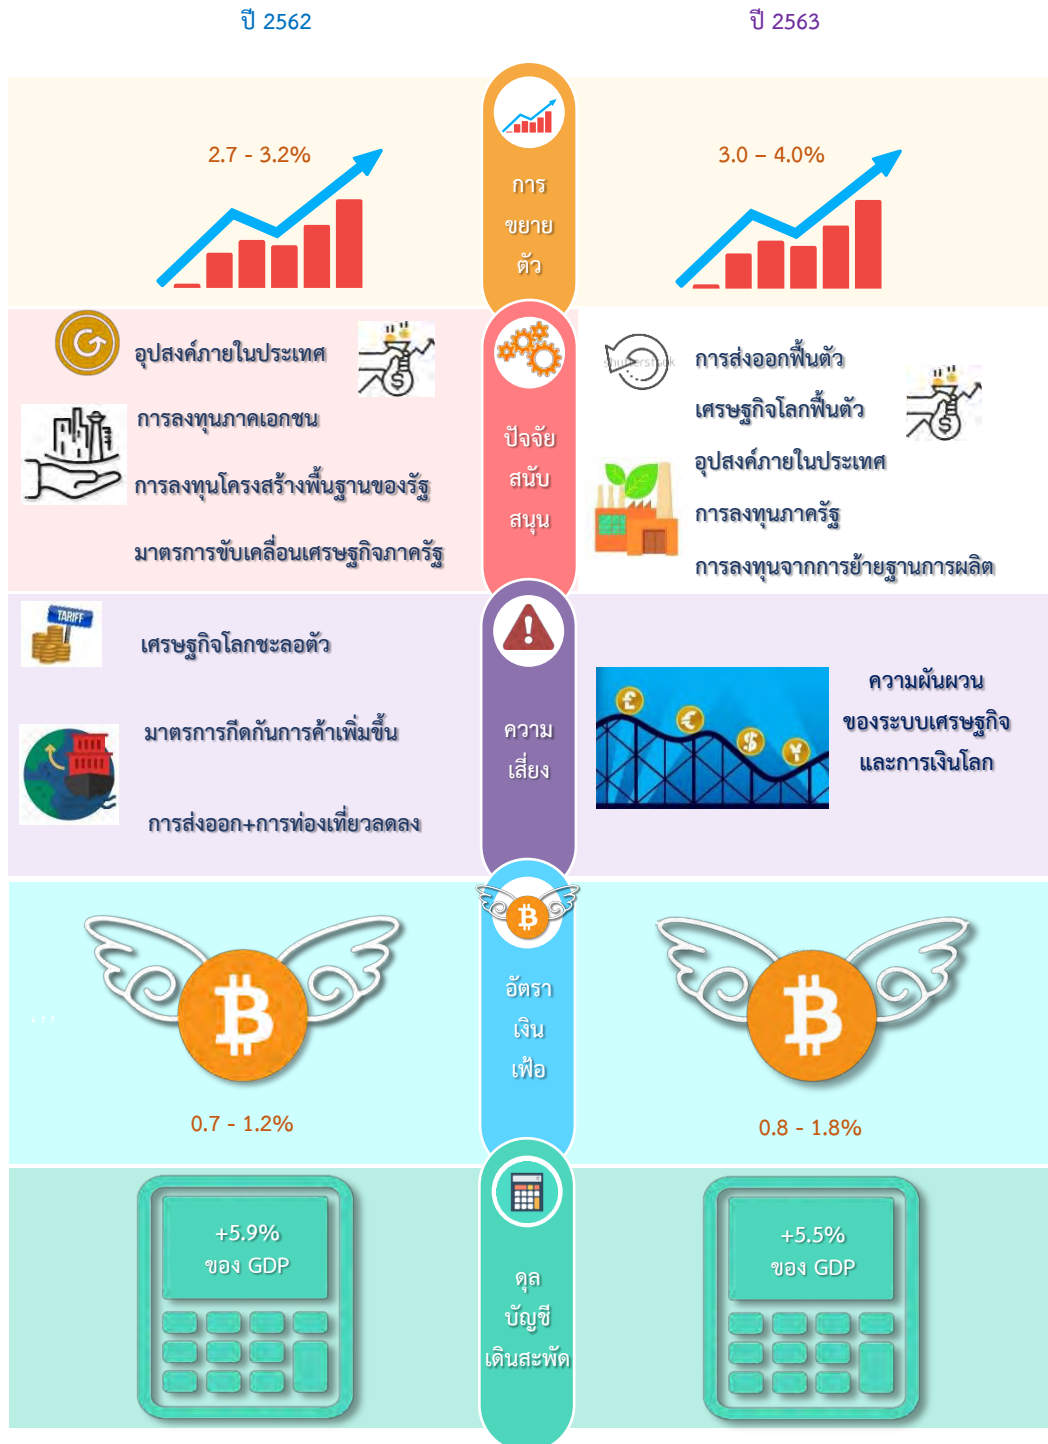 ปี 2562
ปี 2563
2.7 - 3.2%
การ
ขยาย
ตัว
3.0 – 4.0%
อุปสงค์ภายในประเทศ
การลงทุนภาคเอกชน
การลงทุนโครงสร้างพื้นฐานของรัฐ
มาตรการขับเคลื่อนเศรษฐกิจภาครัฐ
ปัจจัย
สนับ
สนุน
การส่งออกฟื้นตัว
เศรษฐกิจโลกฟื้นตัว
อุปสงค์ภายในประเทศ
การลงทุนภาครัฐ
การลงทุนจากการย้ายฐานการผลิต
TARIFF
เศรษฐกิจโลกชะลอตัว
มาตรการกีดกันการค้าเพิ่มขึ้น
การส่งออก+การท่องเที่ยวลดลง
ความ
เสี่ยง
ความผันผวน
ของระบบเศรษฐกิจ
และการเงินโลก
อัตรา
เงิน
เฟ้อ
0.7 - 1.2%
0.8 - 1.8%
+5.9%
ของ GDP
ดุล
บัญชี
เดินสะพัด
+5.5%
ของ GDP